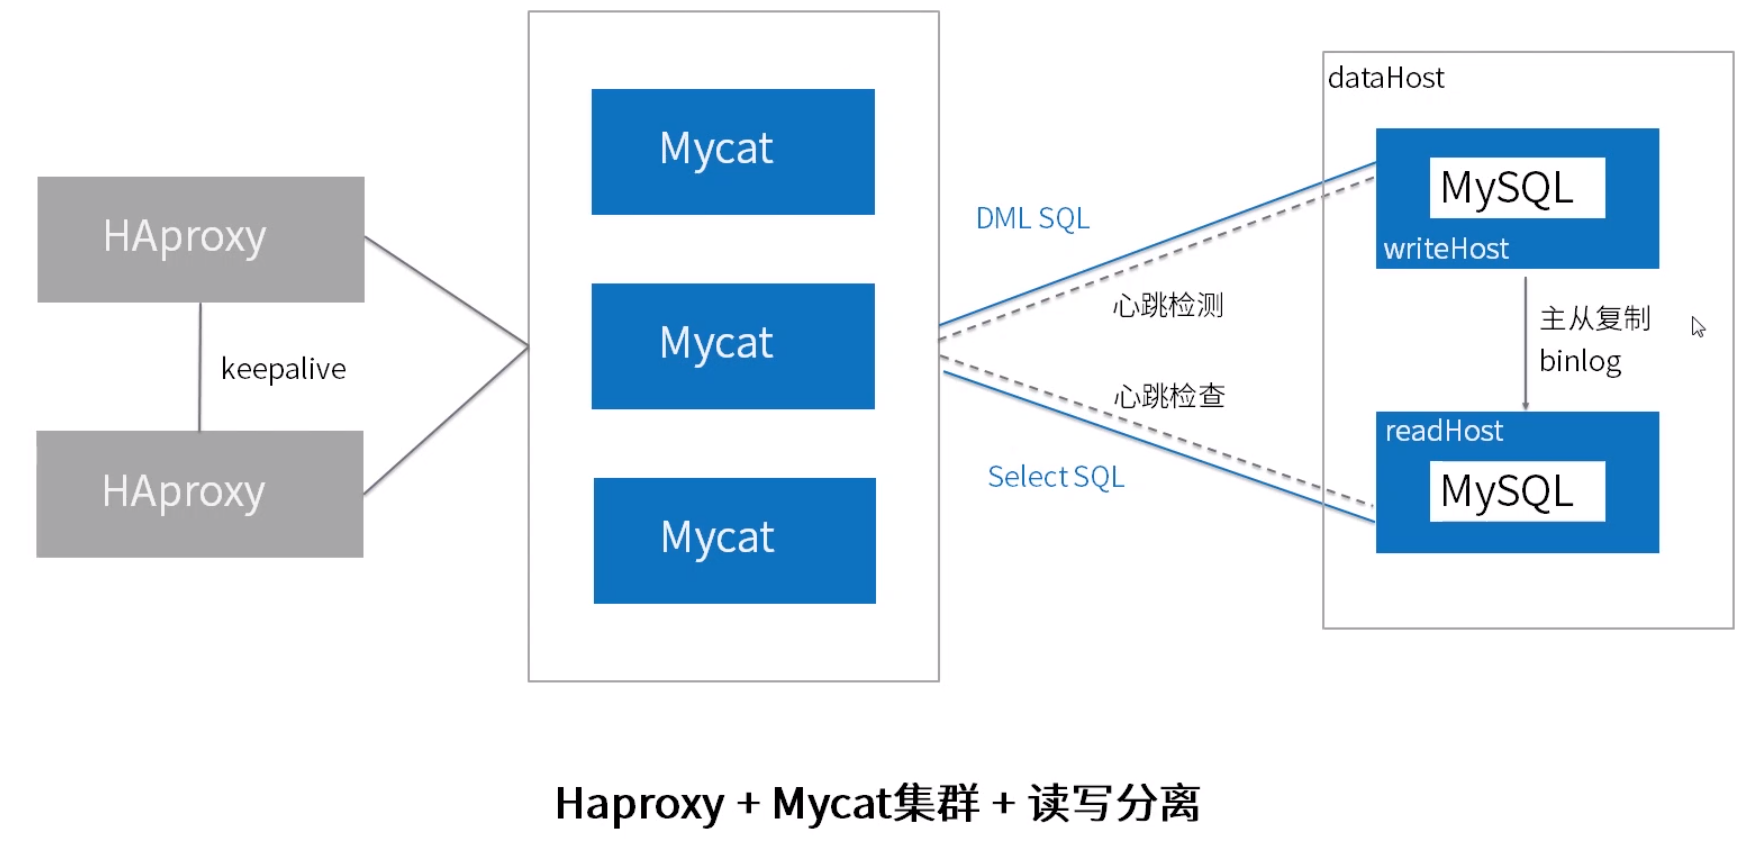 HAproxy
keepalive
HAproxy
Mycat
Mycat
Mycat
DML SQL
心跳检测
心跳检查
Select SQL
dataHost
MySQL
writeHost
主从复制
binlog
readHost
MySQL
Haproxy + Mycat集群 + 读写分离